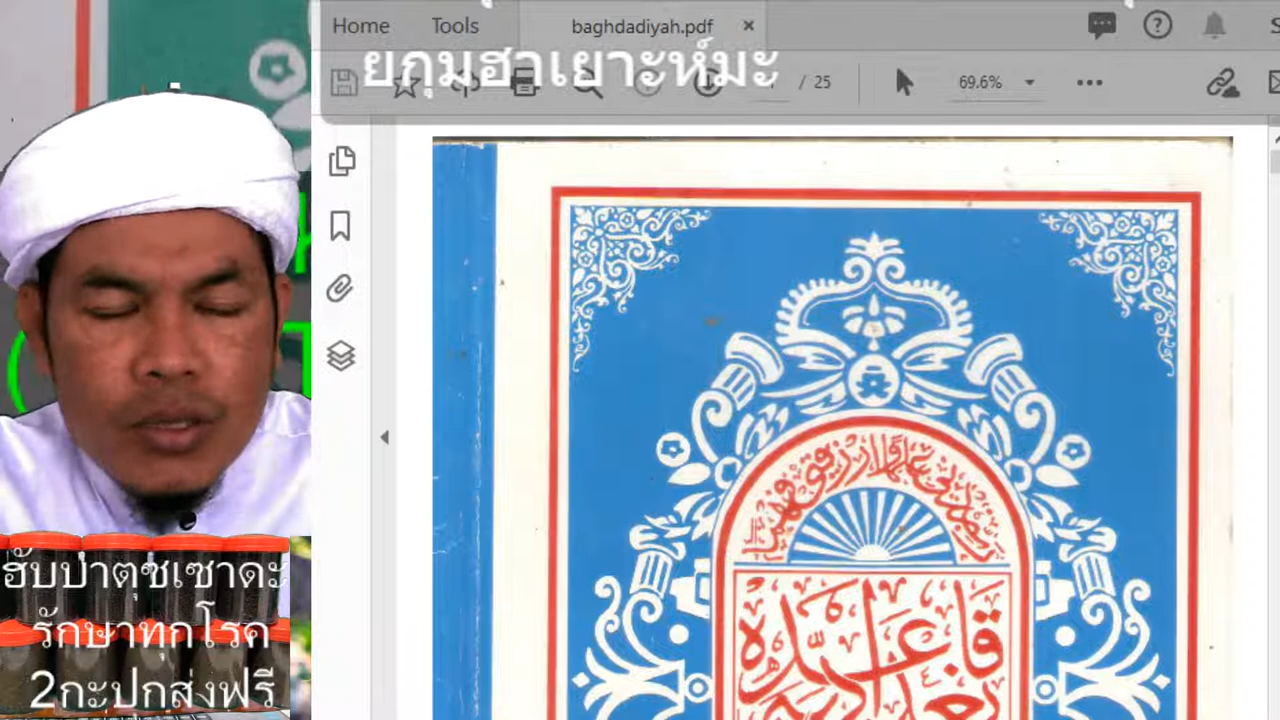 Home Tools baghdadiyah.pdf
ยกุมฮาเยาะห์มะ
/ 25 69.6%
قاعده
بغدادية
ฮับบาตุซเซาดะ
รักษาทุกโรค
2กะปุกส่งฟรี